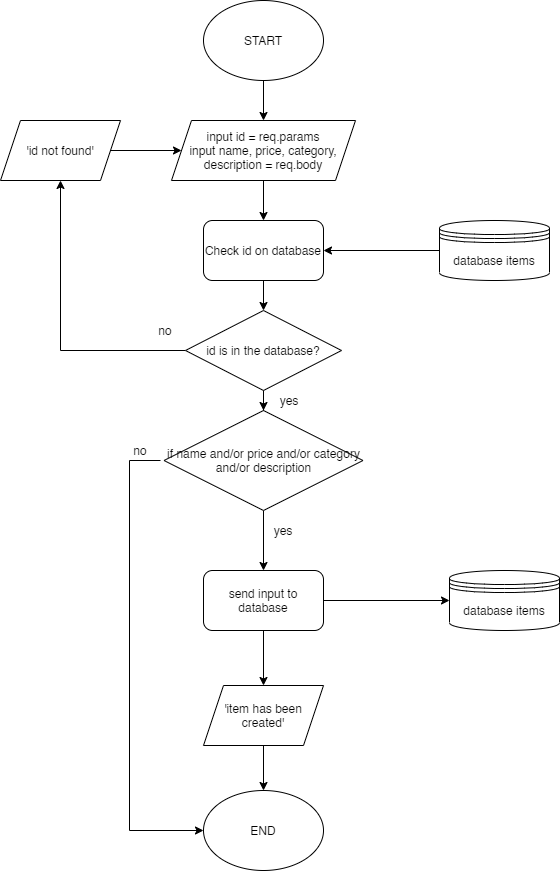 START
'id not found'
input id = req.params
input name, price, category,
description = req.body
Check id on database
database items
no
id is in the database?
yes
no
if name and/or price and/or category
and/or description
yes
send input to
database
database items
'item has been
created'
END